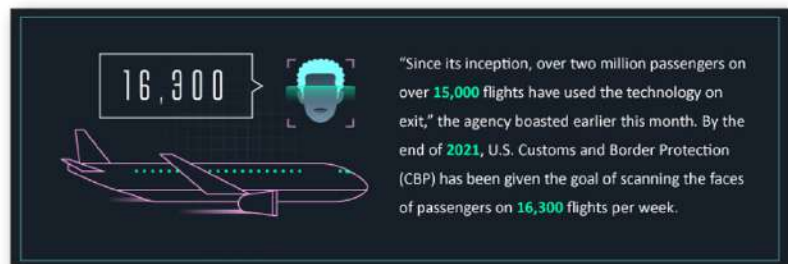 16,300
“Since its inception, over two million passengers on
over 15,000 flights have used the technology on
exit,” the agency boasted earlier this month. By the
end of 2021, U.S. Customs and Border Protection
(CBP) has been given the goal of scanning the faces
of passengers on 16,300 flights per week.